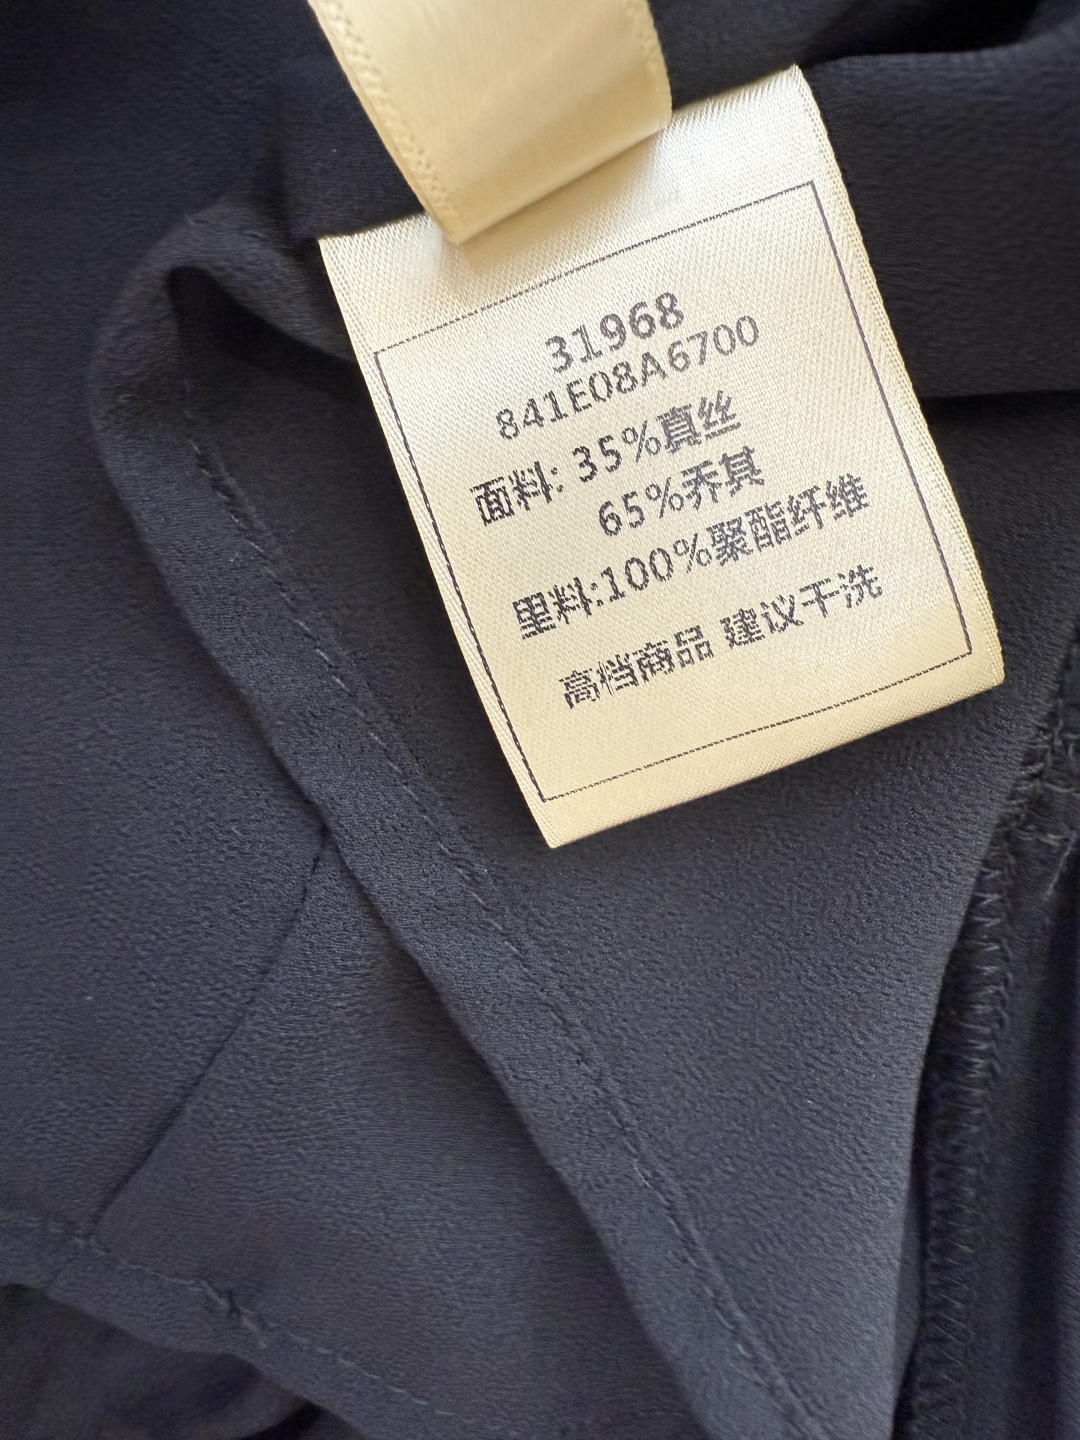 31968
841E08A6700
面料: 35%真丝
65%乔其
里料:100%聚酯纤维
高档商品 建议干洗